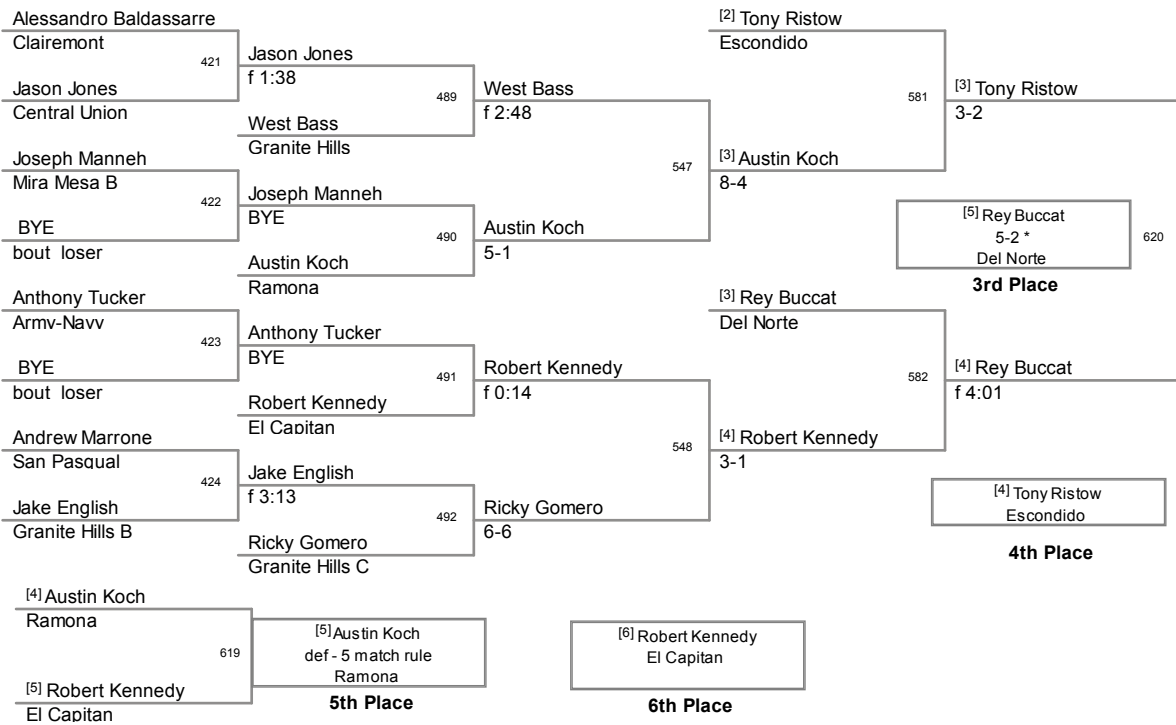 Alessandro Baldassarre
Clairemont
421
Jason Jones
Central Union
Joseph Manneh
Mira Mesa B
422
BYE
bout loser
Anthony Tucker
Armv-Navv
423
BYE
bout loser
Andrew Marrone
San Pasqual
424
Jake English
Granite Hills B
Jason Jones
f 1:38
489
West Bass
Granite Hills
Joseph Manneh
BYE
490
Austin Koch
Ramona
Anthony Tucker
BYE
491
Robert Kennedy
El Capitan
Jake English
f 3:13
492
Ricky Gomero
Granite Hills C
West Bass
f 2:48
547
Austin Koch
5-1
Robert Kennedy
f 0:14
548
Ricky Gomero
6-6
[2] Tony Ristow
Escondido
581
[3] Austin Koch
8-4
[3] Rey Buccat
Del Norte
582
[4] Robert Kennedy
3-1
[3] Tony Ristow
3-2
[5] Rey Buccat
5-2 *
Del Norte
620
3rd Place
[4] Rey Buccat
f 4:01
[4] Tony Ristow
Escondido
4th Place
[4] Austin Koch
Ramona
619
[5] Robert Kennedy
El Capitan
[5] Austin Koch
def - 5 match rule
Ramona
5th Place
[6] Robert Kennedy
El Capitan
6th Place